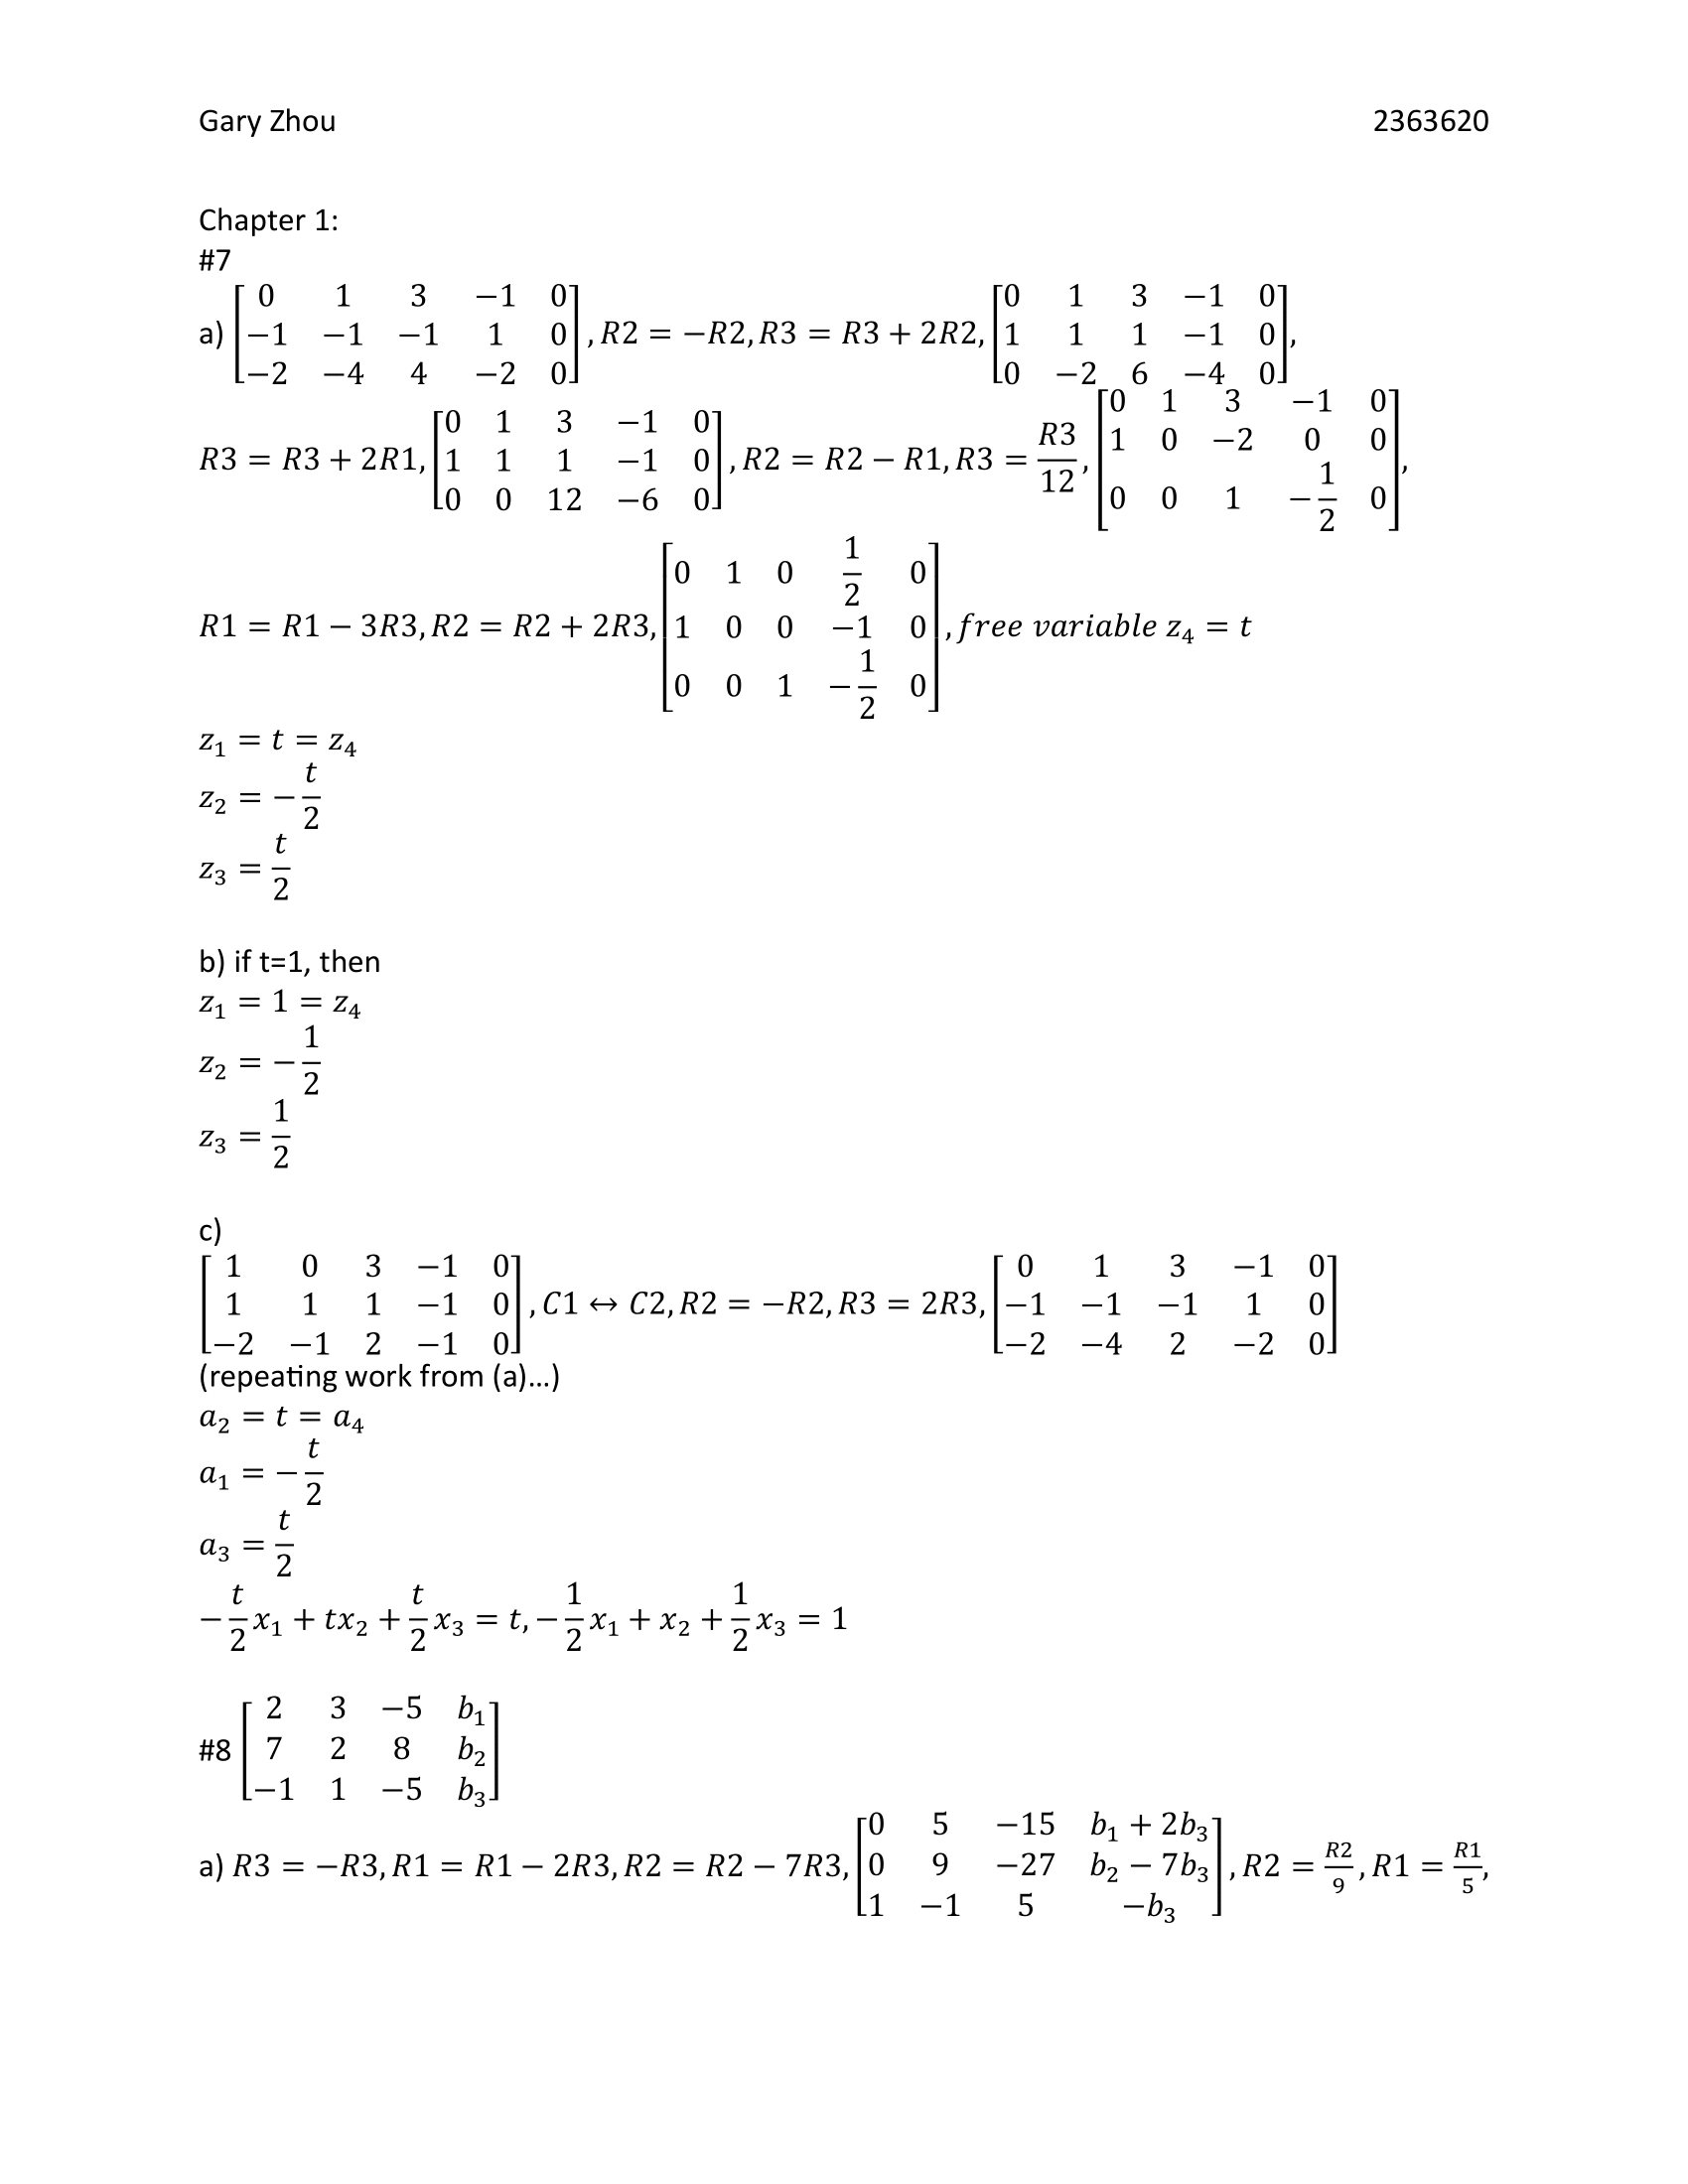 Gary Zhou 2363620
Chapter 1:
#7
a) $\begin{bmatrix} 0 & 1 & 3 & -1 & 0 \\ -1 & -1 & -1 & 1 & 0 \\ -2 & -4 & 4 & -2 & 0 \end{bmatrix}, R2 = -R2, R3 = R3 + 2R2, \begin{bmatrix} 0 & 1 & 3 & -1 & 0 \\ 1 & 1 & 1 & -1 & 0 \\ 0 & -2 & 6 & -4 & 0 \end{bmatrix},$
$R3 = R3 + 2R1, \begin{bmatrix} 0 & 1 & 3 & -1 & 0 \\ 1 & 1 & 1 & -1 & 0 \\ 0 & 0 & 12 & -6 & 0 \end{bmatrix}, R2 = R2 - R1, R3 = \frac{R3}{12}, \begin{bmatrix} 0 & 1 & 3 & -1 & 0 \\ 1 & 0 & -2 & 0 & 0 \\ 0 & 0 & 1 & -\frac{1}{2} & 0 \end{bmatrix},$
$R1 = R1 - 3R3, R2 = R2 + 2R3, \begin{bmatrix} 0 & 1 & 0 & \frac{1}{2} & 0 \\ 1 & 0 & 0 & -1 & 0 \\ 0 & 0 & 1 & -\frac{1}{2} & 0 \end{bmatrix}, free\ variable\ z_4 = t$
$z_1 = t = z_4$
$z_2 = -\frac{t}{2}$
$z_3 = \frac{t}{2}$
b) if t=1, then
$z_1 = 1 = z_4$
$z_2 = -\frac{1}{2}$
$z_3 = \frac{1}{2}$
c)
$\begin{bmatrix} 1 & 0 & 3 & -1 & 0 \\ 1 & 1 & 1 & -1 & 0 \\ -2 & -1 & 2 & -1 & 0 \end{bmatrix}, C1 \leftrightarrow C2, R2 = -R2, R3 = 2R3, \begin{bmatrix} 0 & 1 & 3 & -1 & 0 \\ -1 & -1 & -1 & 1 & 0 \\ -2 & -4 & 2 & -2 & 0 \end{bmatrix}$
(repeating work from (a)…)
$a_2 = t = a_4$
$a_1 = -\frac{t}{2}$
$a_3 = \frac{t}{2}$
$-\frac{t}{2}x_1 + tx_2 + \frac{t}{2}x_3 = t, -\frac{1}{2}x_1 + x_2 + \frac{1}{2}x_3 = 1$
#8 $\begin{bmatrix} 2 & 3 & -5 & b_1 \\ 7 & 2 & 8 & b_2 \\ -1 & 1 & -5 & b_3 \end{bmatrix}$
a) $R3 = -R3, R1 = R1 - 2R3, R2 = R2 - 7R3, \begin{bmatrix} 0 & 5 & -15 & b_1 + 2b_3 \\ 0 & 9 & -27 & b_2 - 7b_3 \\ 1 & -1 & 5 & -b_3 \end{bmatrix}, R2 = \frac{R2}{9}, R1 = \frac{R1}{5},$